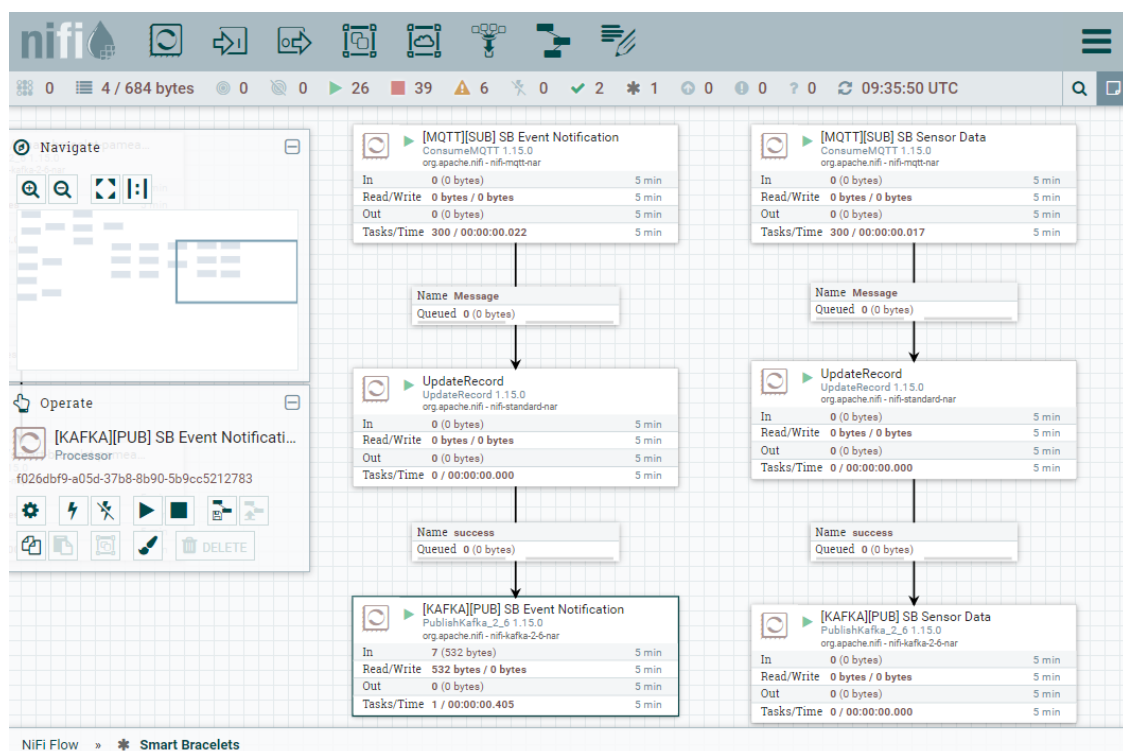 nifi
0 4 / 684 bytes 0 0 26 39 6 0 2 1 0 0 0 09:35:50 UTC
Navigate
Operate
[KAFKA][PUB] SB Event Notificati...
Processor
f026dbf9-a05d-37b8-8b90-5b9cc5212783
DELETE
[MQTT][SUB] SB Event Notification
ConsumeMQTT 1.15.0
org.apache.nifi - nifi-mqtt-nar
In 0 (0 bytes) 5 min
Read/Write 0 bytes / 0 bytes 5 min
Out 0 (0 bytes) 5 min
Tasks/Time 300 / 00:00:00.022 5 min
Name Message
Queued 0 (0 bytes)
UpdateRecord
UpdateRecord 1.15.0
org.apache.nifi - nifi-standard-nar
In 0 (0 bytes) 5 min
Read/Write 0 bytes / 0 bytes 5 min
Out 0 (0 bytes) 5 min
Tasks/Time 0 / 00:00:00.000 5 min
Name success
Queued 0 (0 bytes)
[KAFKA][PUB] SB Event Notification
PublishKafka_2_6 1.15.0
org.apache.nifi - nifi-kafka-2-6-nar
In 7 (532 bytes) 5 min
Read/Write 532 bytes / 0 bytes 5 min
Out 0 (0 bytes) 5 min
Tasks/Time 1 / 00:00:00.405 5 min
[MQTT][SUB] SB Sensor Data
ConsumeMQTT 1.15.0
org.apache.nifi - nifi-mqtt-nar
In 0 (0 bytes) 5 min
Read/Write 0 bytes / 0 bytes 5 min
Out 0 (0 bytes) 5 min
Tasks/Time 300 / 00:00:00.017 5 min
Name Message
Queued 0 (0 bytes)
UpdateRecord
UpdateRecord 1.15.0
org.apache.nifi - nifi-standard-nar
In 0 (0 bytes) 5 min
Read/Write 0 bytes / 0 bytes 5 min
Out 0 (0 bytes) 5 min
Tasks/Time 0 / 00:00:00.000 5 min
Name success
Queued 0 (0 bytes)
[KAFKA][PUB] SB Sensor Data
PublishKafka_2_6 1.15.0
org.apache.nifi - nifi-kafka-2-6-nar
In 0 (0 bytes) 5 min
Read/Write 0 bytes / 0 bytes 5 min
Out 0 (0 bytes) 5 min
Tasks/Time 0 / 00:00:00.000 5 min
NiFi Flow » Smart Bracelets